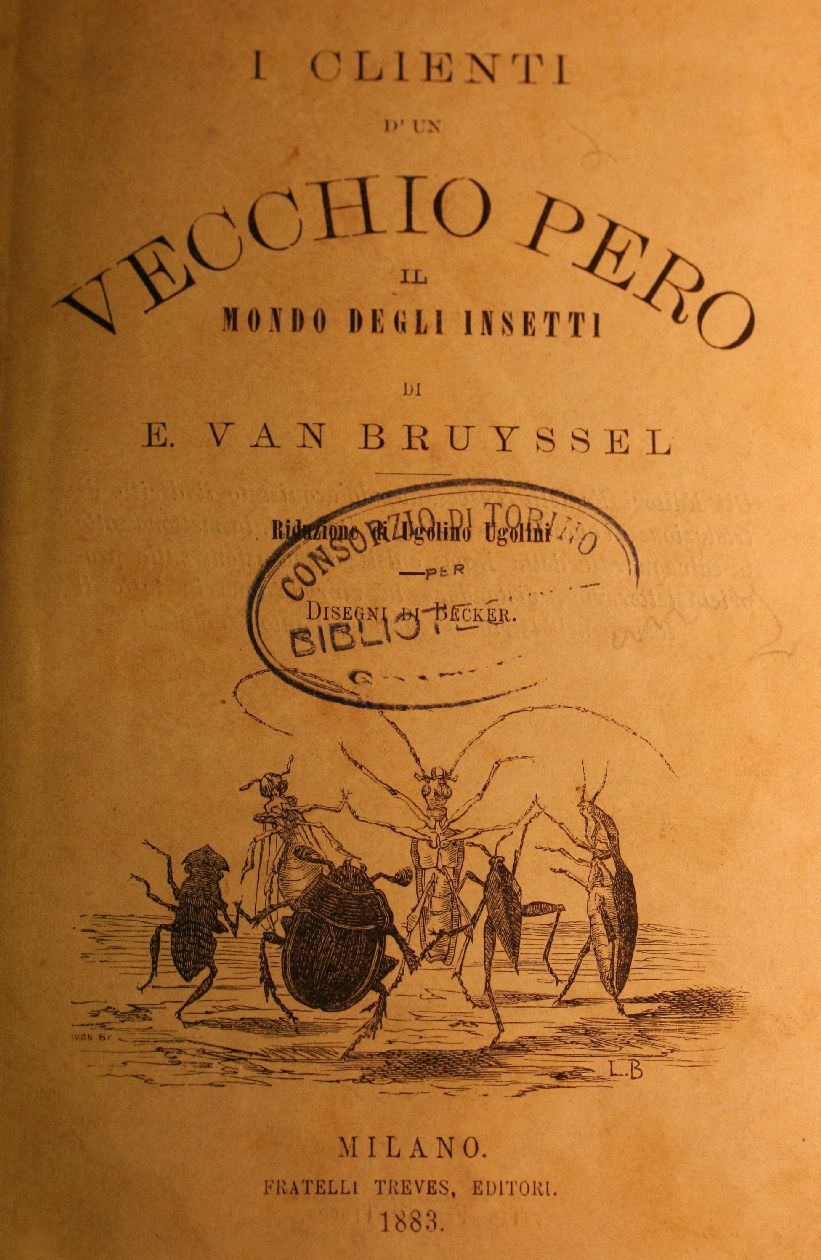 I CLIENTI
D'UN
VECCHIO PERO
IL
MONDO DEGLI INSETTI
DI
E. VAN BRUYSSEL
Riduzione di Ugolino Ugolini
CONSORZIO DI TORINO
PER
DISEGNI DI BECKER.
L.B
MILANO.
FRATELLI TREVES, EDITORI.
1883.